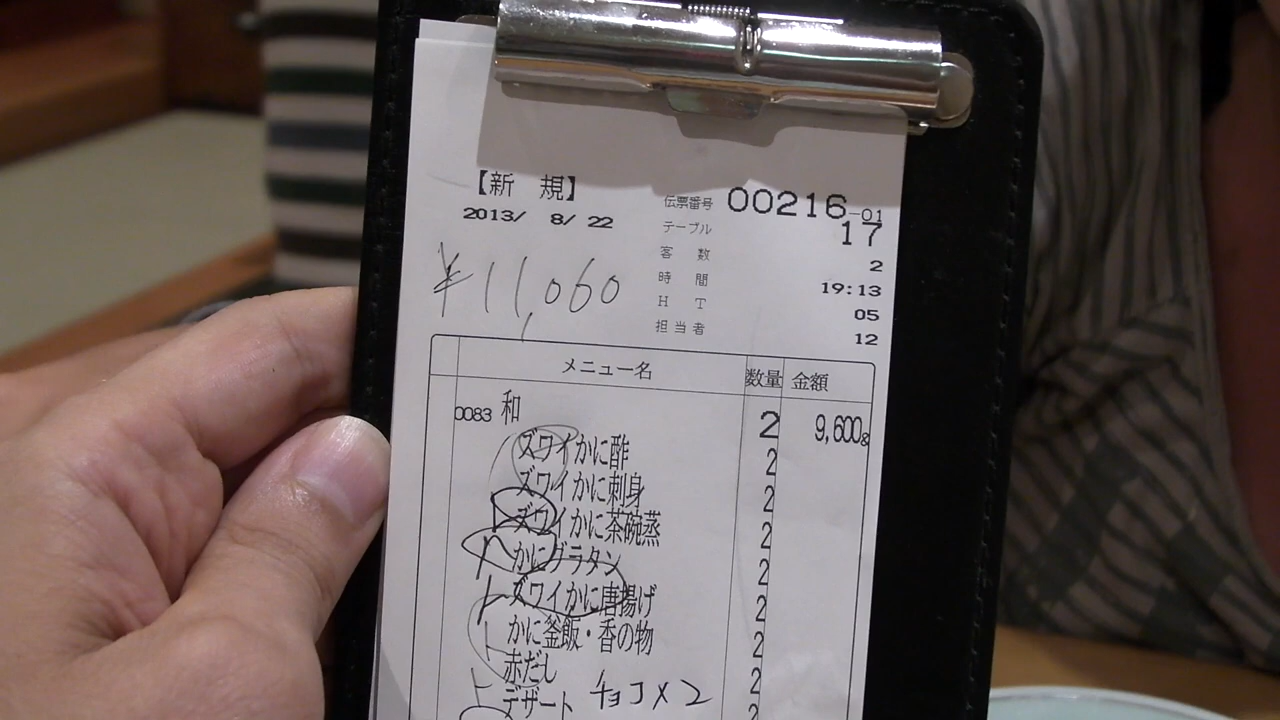 【新 規】
伝票番号 00216-01
2013/ 8/ 22
テーブル 17
客 数 2
¥11,060
時 間 19:13
H T 05
担当者 12
メニュー名 数量 金額
0083 和 2 9,600
ズワイかに酢 2
ズワイかに刺身 2
ズワイかに茶碗蒸 2
かにグラタン 2
ズワイかに唐揚げ 2
かに釜飯・香の物 2
赤だし 2
デザート チョコ×2 2